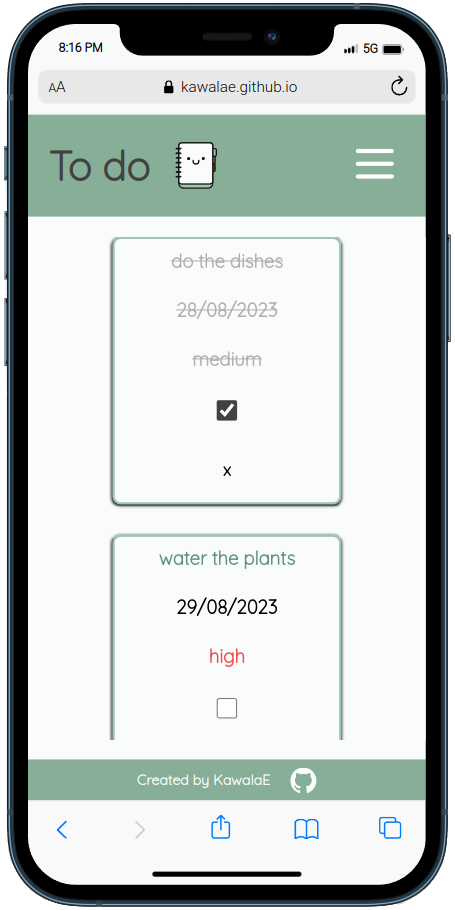 8:16 PM
5G
AA
kawalae.github.io
To do
do the dishes
28/08/2023
medium
x
water the plants
29/08/2023
high
Created by KawalaE